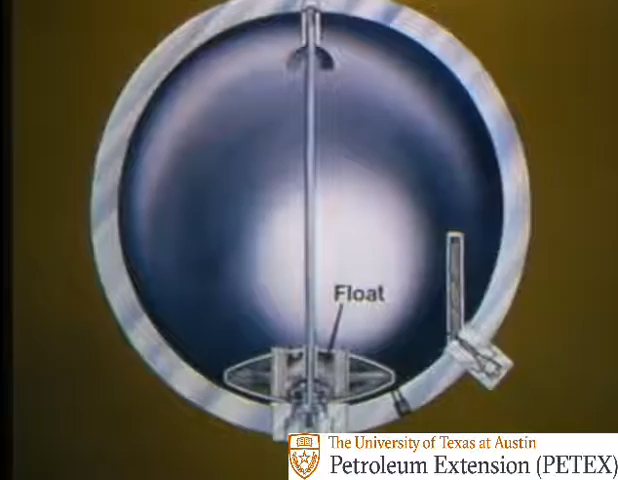 Float
The University of Texas at Austin
Petroleum Extension (PETEX)